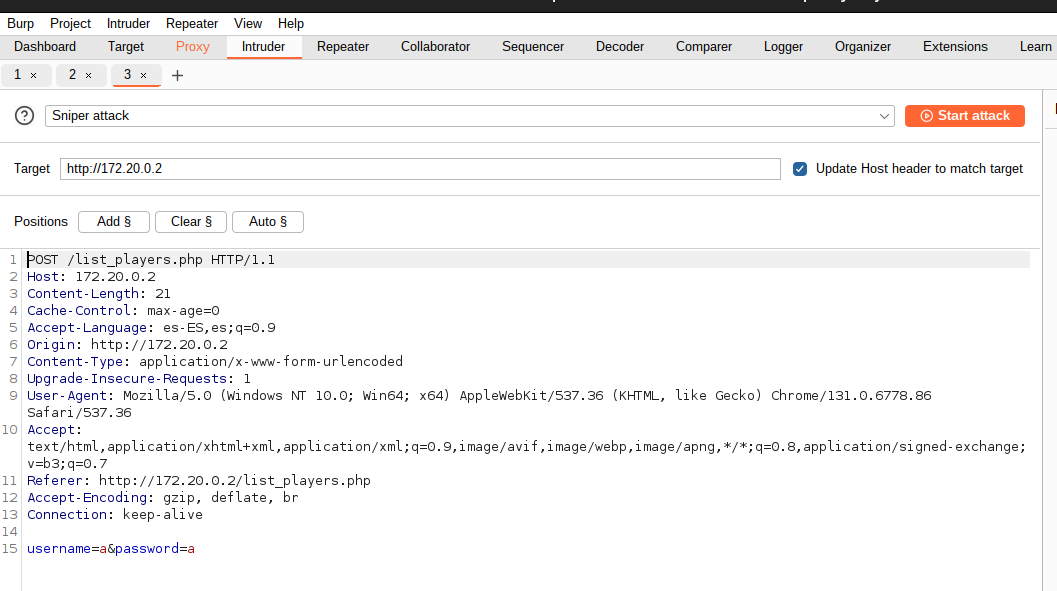 Burp Project Intruder Repeater View Help
Dashboard Target Proxy Intruder Repeater Collaborator Sequencer Decoder Comparer Logger Organizer Extensions Learn
1 × 2 × 3 × +
? Sniper attack Start attack
Target http://172.20.0.2 Update Host header to match target
Positions Add § Clear § Auto §
1 POST /list_players.php HTTP/1.1
2 Host: 172.20.0.2
3 Content-Length: 21
4 Cache-Control: max-age=0
5 Accept-Language: es-ES,es;q=0.9
6 Origin: http://172.20.0.2
7 Content-Type: application/x-www-form-urlencoded
8 Upgrade-Insecure-Requests: 1
9 User-Agent: Mozilla/5.0 (Windows NT 10.0; Win64; x64) AppleWebKit/537.36 (KHTML, like Gecko) Chrome/131.0.6778.86
Safari/537.36
10 Accept:
text/html,application/xhtml+xml,application/xml;q=0.9,image/avif,image/webp,image/apng,*/*;q=0.8,application/signed-exchange;
v=b3;q=0.7
11 Referer: http://172.20.0.2/list_players.php
12 Accept-Encoding: gzip, deflate, br
13 Connection: keep-alive
14
15 username=a&password=a